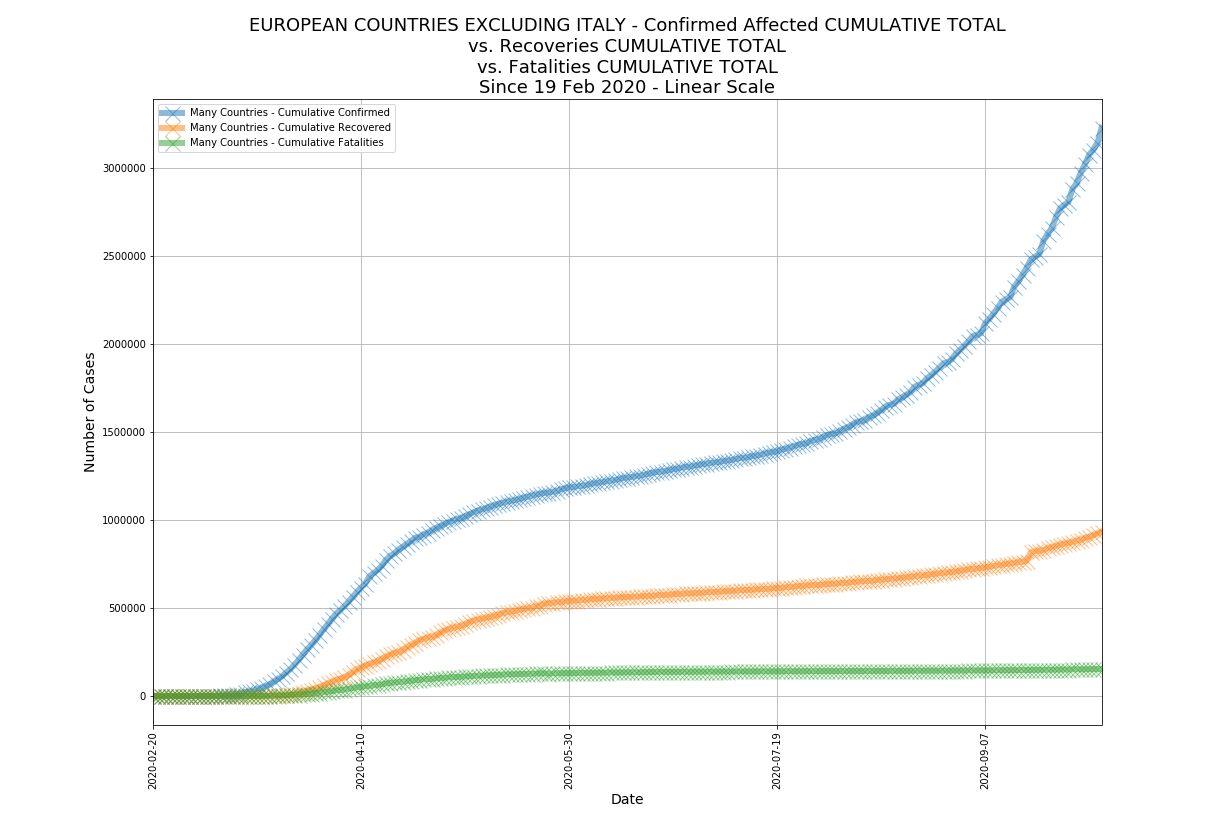 EUROPEAN COUNTRIES EXCLUDING ITALY - Confirmed Affected CUMULATIVE TOTAL
vs. Recoveries CUMULATIVE TOTAL
vs. Fatalities CUMULATIVE TOTAL
Since 19 Feb 2020 - Linear Scale
Many Countries - Cumulative Confirmed
Many Countries - Cumulative Recovered
Many Countries - Cumulative Fatalities
3000000
2500000
2000000
1500000
1000000
500000
0
Number of Cases
2020-02-20
2020-04-10
2020-05-30
2020-07-19
2020-09-07
Date